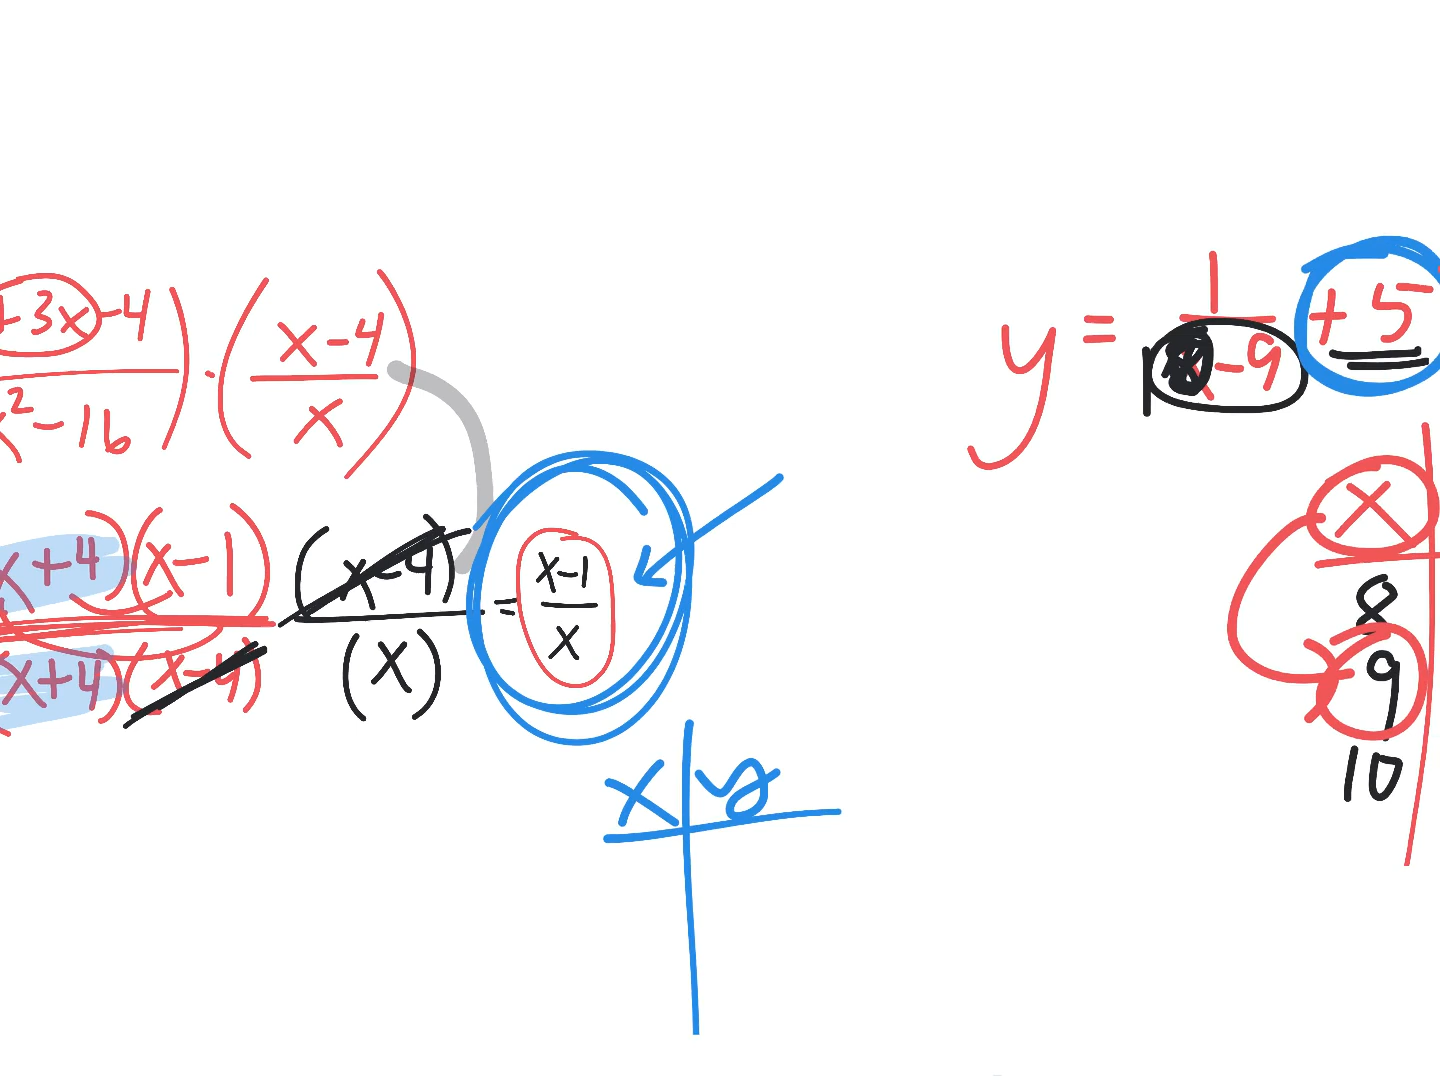 +3x-4) · (x-4 / x)
x² - 16
(x+4)(x-1) (x-4) = x-1 / x
(x+4)(x-4) (x)
x | y
y = 1 / x-9 +5
x
8
9
10